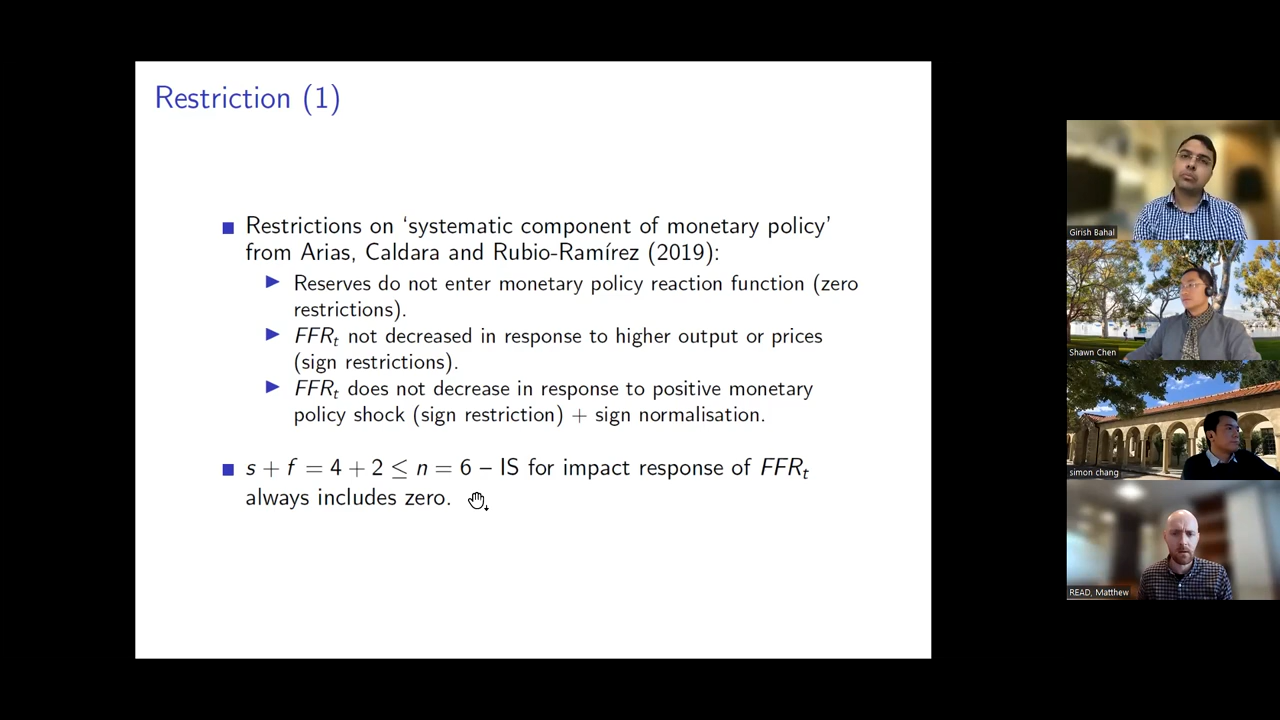 Restriction (1)
Restrictions on ‘systematic component of monetary policy’
from Arias, Caldara and Rubio-Ramírez (2019):
Reserves do not enter monetary policy reaction function (zero
restrictions).
FFRₜ not decreased in response to higher output or prices
(sign restrictions).
FFRₜ does not decrease in response to positive monetary
policy shock (sign restriction) + sign normalisation.
s + f = 4 + 2 ≤ n = 6 – IS for impact response of FFRₜ
always includes zero.
Girish Bahal
Shawn Chen
simon chang
READ, Matthew